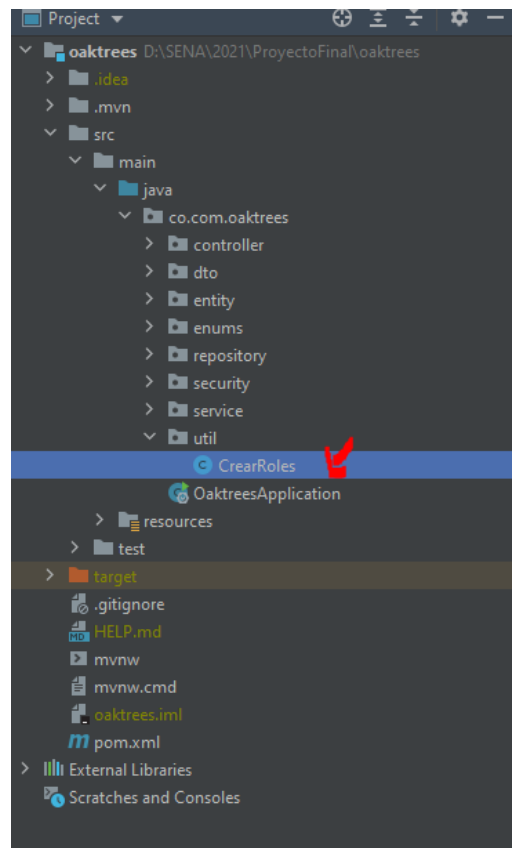 Project
oaktrees D:\SENA\2021\ProyectoFinal\oaktrees
.idea
.mvn
src
main
java
co.com.oaktrees
controller
dto
entity
enums
repository
security
service
util
C CrearRoles
OaktreesApplication
resources
test
target
.gitignore
MD HELP.md
mvnw
mvnw.cmd
oaktrees.iml
m pom.xml
External Libraries
Scratches and Consoles